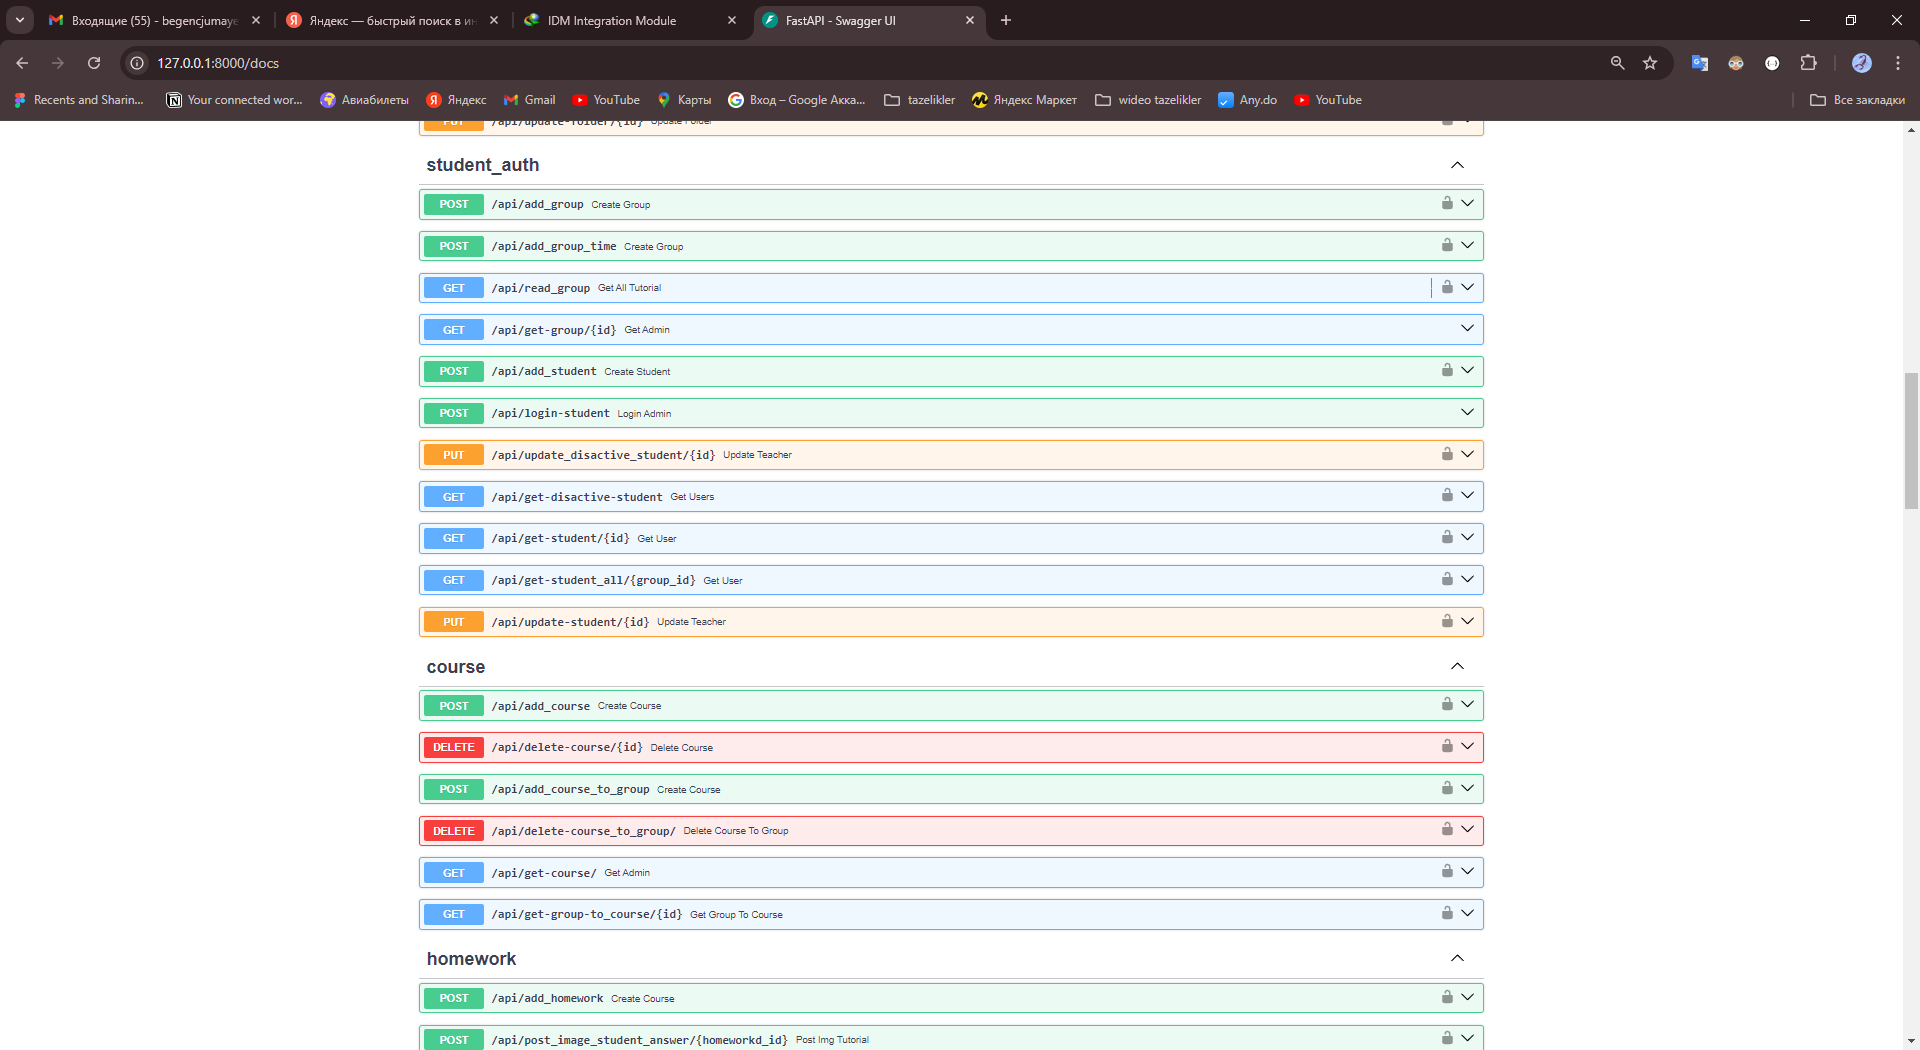 Входящие (55) - begencjumaye
Яндекс — быстрый поиск в ин
IDM Integration Module
FastAPI - Swagger UI
127.0.0.1:8000/docs
Recents and Sharin...
Your connected wor...
Авиабилеты
Яндекс
Gmail
YouTube
Карты
Вход – Google Акка...
tazelikler
Яндекс Маркет
wideo tazelikler
Any.do
YouTube
Все закладки
PUT /api/update-folder/{id} Update Folder
student_auth
POST /api/add_group Create Group
POST /api/add_group_time Create Group
GET /api/read_group Get All Tutorial
GET /api/get-group/{id} Get Admin
POST /api/add_student Create Student
POST /api/login-student Login Admin
PUT /api/update_disactive_student/{id} Update Teacher
GET /api/get-disactive-student Get Users
GET /api/get-student/{id} Get User
GET /api/get-student_all/{group_id} Get User
PUT /api/update-student/{id} Update Teacher
course
POST /api/add_course Create Course
DELETE /api/delete-course/{id} Delete Course
POST /api/add_course_to_group Create Course
DELETE /api/delete-course_to_group/ Delete Course To Group
GET /api/get-course/ Get Admin
GET /api/get-group-to_course/{id} Get Group To Course
homework
POST /api/add_homework Create Course
POST /api/post_image_student_answer/{homeworkd_id} Post Img Tutorial